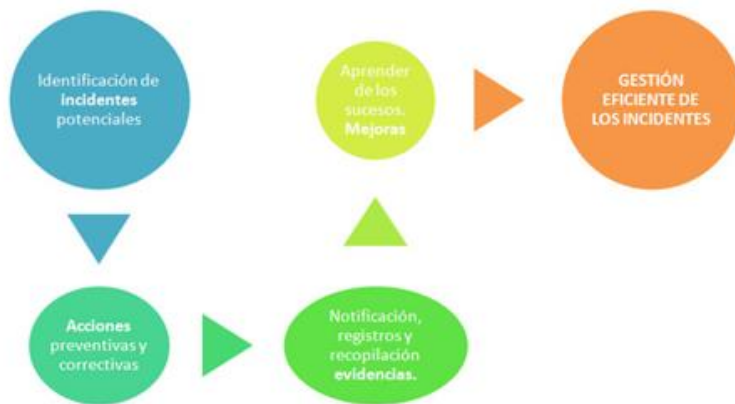 Identificación de
incidentes
potenciales
Acciones
preventivas y
correctivas
Notificación,
registros y
recopilación
evidencias.
Aprender
de los
sucesos.
Mejoras
GESTIÓN
EFICIENTE DE
LOS INCIDENTES